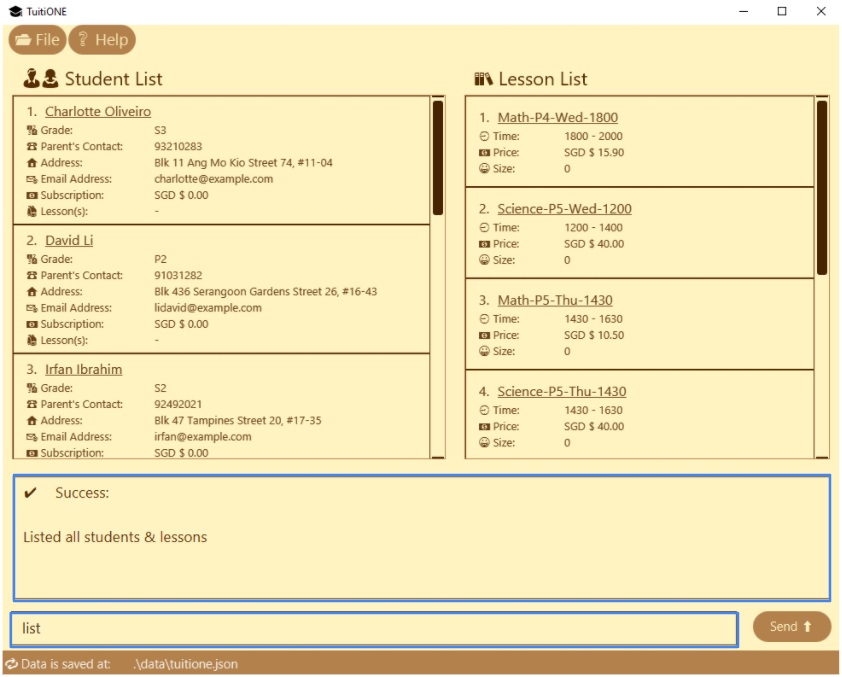 TuitiONE
File Help
Student List
1. Charlotte Oliveiro
Grade: S3
Parent's Contact: 93210283
Address: Blk 11 Ang Mo Kio Street 74, #11-04
Email Address: charlotte@example.com
Subscription: SGD $ 0.00
Lesson(s): -
2. David Li
Grade: P2
Parent's Contact: 91031282
Address: Blk 436 Serangoon Gardens Street 26, #16-43
Email Address: lidavid@example.com
Subscription: SGD $ 0.00
Lesson(s): -
3. Irfan Ibrahim
Grade: S2
Parent's Contact: 92492021
Address: Blk 47 Tampines Street 20, #17-35
Email Address: irfan@example.com
Subscription: SGD $ 0.00
Lesson List
1. Math-P4-Wed-1800
Time: 1800 - 2000
Price: SGD $ 15.90
Size: 0
2. Science-P5-Wed-1200
Time: 1200 - 1400
Price: SGD $ 40.00
Size: 0
3. Math-P5-Thu-1430
Time: 1430 - 1630
Price: SGD $ 10.50
Size: 0
4. Science-P5-Thu-1430
Time: 1430 - 1630
Price: SGD $ 40.00
Size: 0
✔ Success:
Listed all students & lessons
list
Send ⬆
Data is saved at: .\data\tuitione.json